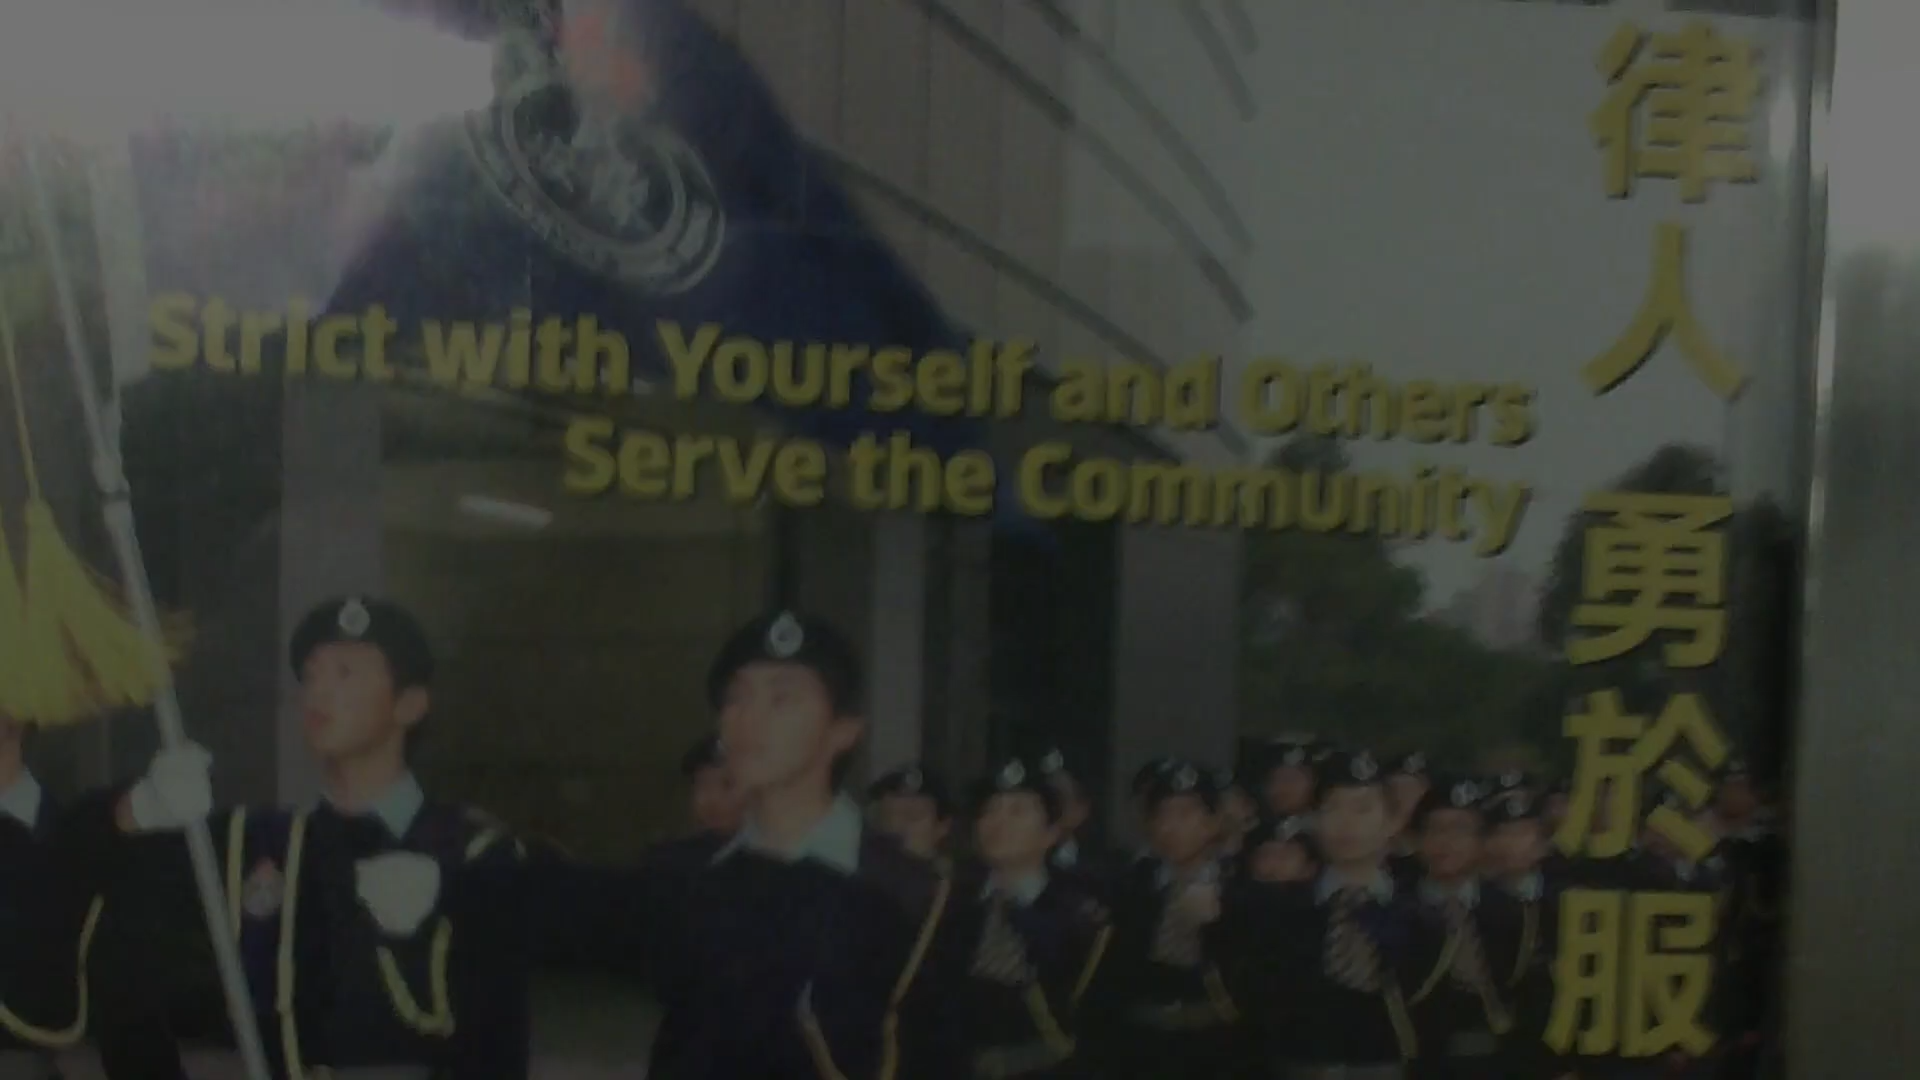 Strict with Yourself and Others
Serve the Community
律人 勇於服